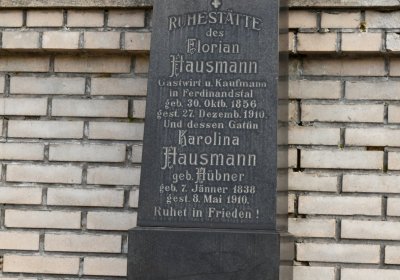 RUHESTÄTTE
des
Florian
Hausmann
Gastwirt u. Kaufmann
in Ferdinandstal
geb. 30. Oktb. 1856
gest. 27. Dezemb. 1910.
Und dessen Gattin
Karolina
Hausmann
geb. Hübner
geb. 7. Jänner 1838
gest. 8. Mai 1910.
Ruhet in Frieden!